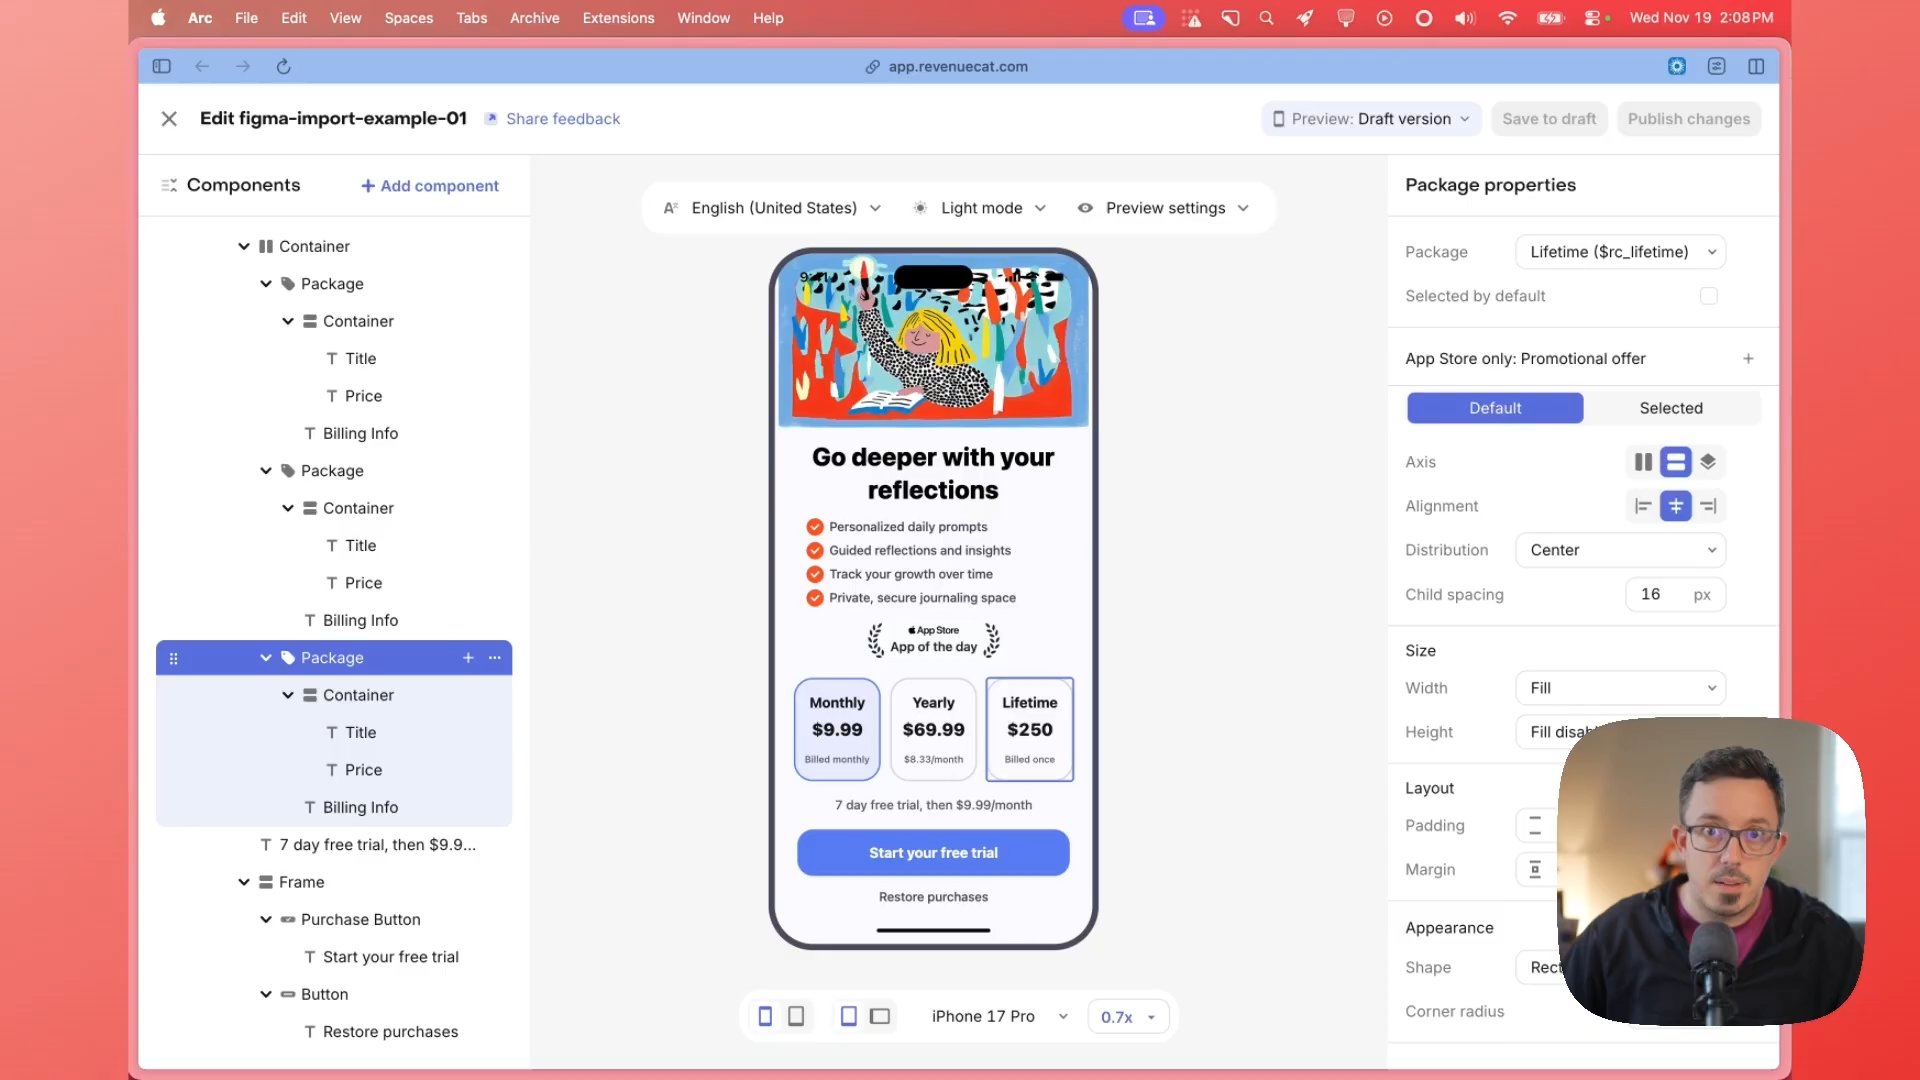 Arc File Edit View Spaces Tabs Archive Extensions Window Help Wed Nov 19 2:08 PM
app.revenuecat.com
Edit figma-import-example-01 Share feedback Preview: Draft version Save to draft Publish changes
Components Add component
Container
Package
Container
Title
Price
Billing Info
Package
Container
Title
Price
Billing Info
Package
Container
Title
Price
Billing Info
7 day free trial, then $9.9...
Frame
Purchase Button
Start your free trial
Button
Restore purchases
English (United States) Light mode Preview settings
Go deeper with your
reflections
Personalized daily prompts
Guided reflections and insights
Track your growth over time
Private, secure journaling space
App Store
App of the day
Monthly Yearly Lifetime
$9.99 $69.99 $250
Billed monthly $8.33/month Billed once
7 day free trial, then $9.99/month
Start your free trial
Restore purchases
iPhone 17 Pro 0.7x
Package properties
Package Lifetime ($rc_lifetime)
Selected by default
App Store only: Promotional offer
Default Selected
Axis
Alignment
Distribution Center
Child spacing 16 px
Size
Width Fill
Height Fill
Layout
Padding
Margin
Appearance
Shape
Corner radius